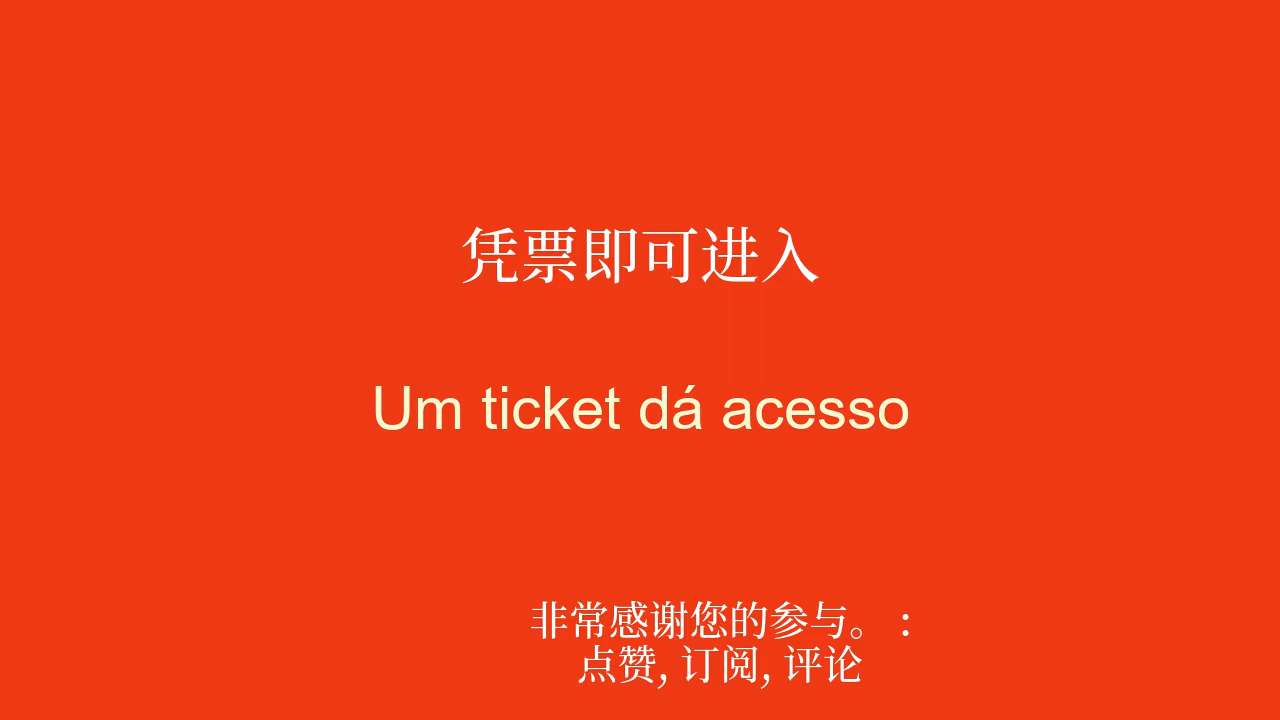 凭票即可进入
Um ticket dá acesso
非常感谢您的参与。 :
点赞, 订阅, 评论